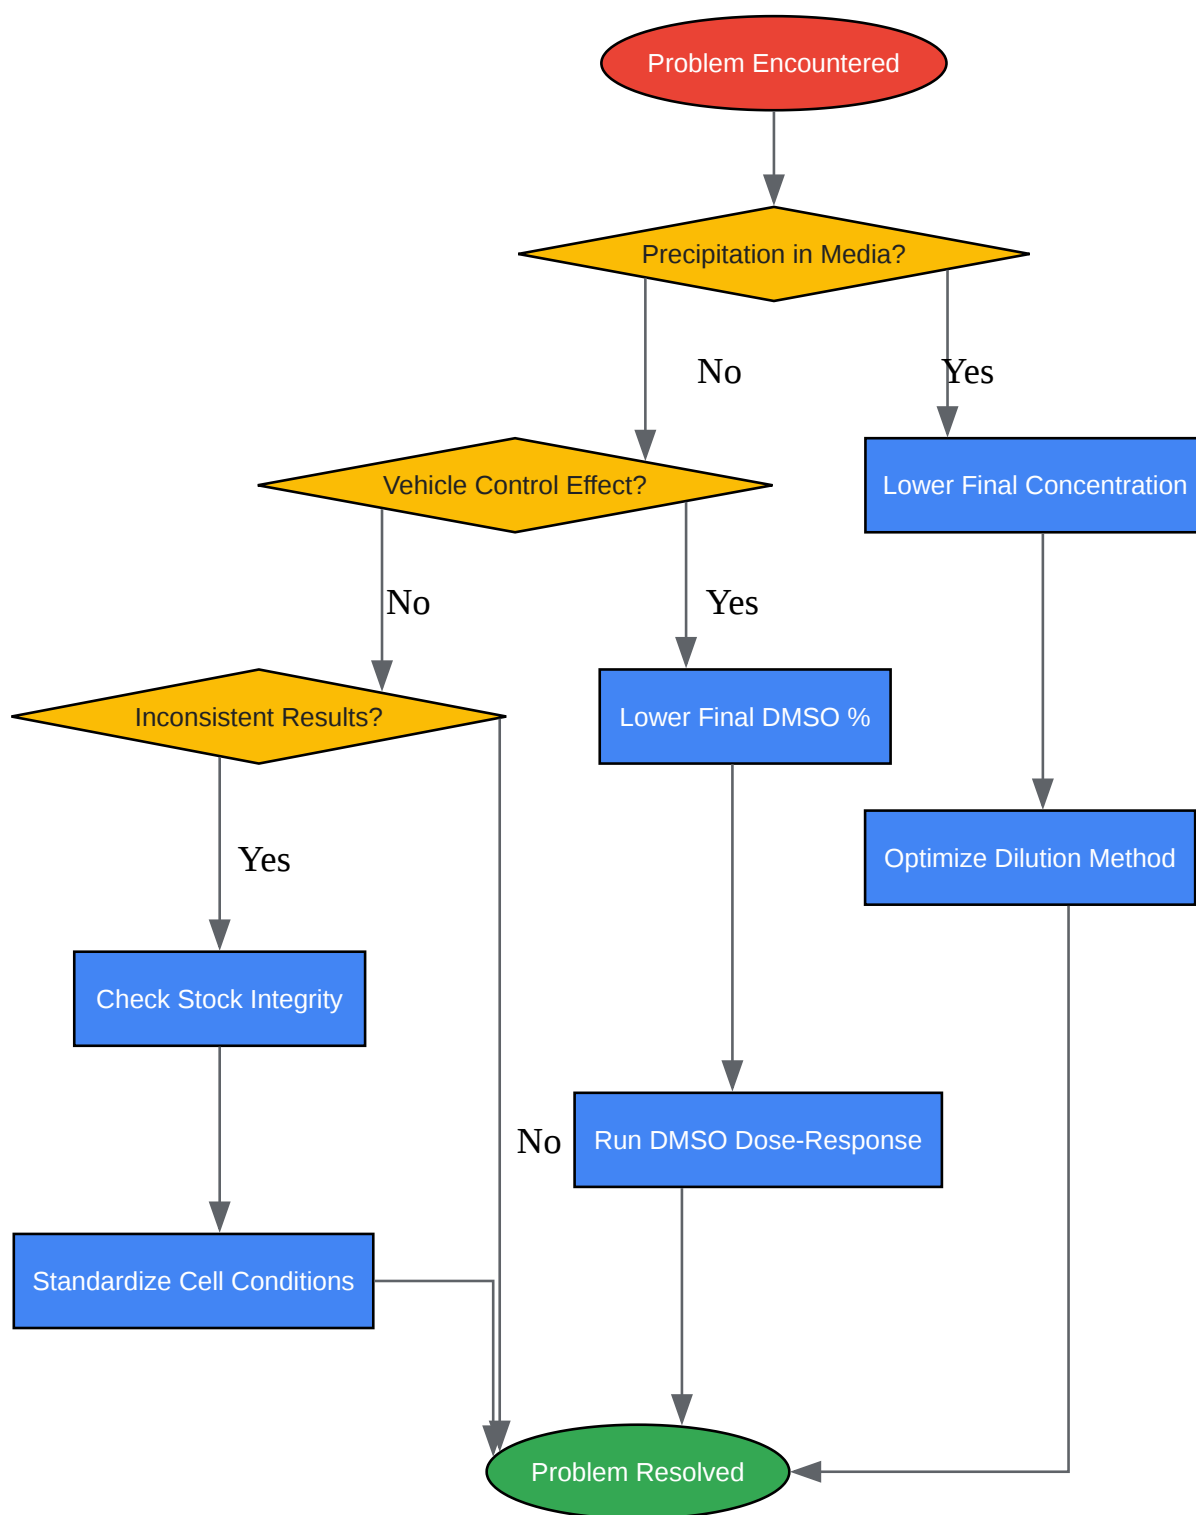 Problem Encountered
Precipitation in Media?
No
Yes
Vehicle Control Effect?
Lower Final Concentration
No
Yes
Inconsistent Results?
Lower Final DMSO %
Yes
Optimize Dilution Method
Check Stock Integrity
No
Run DMSO Dose-Response
Standardize Cell Conditions
Problem Resolved